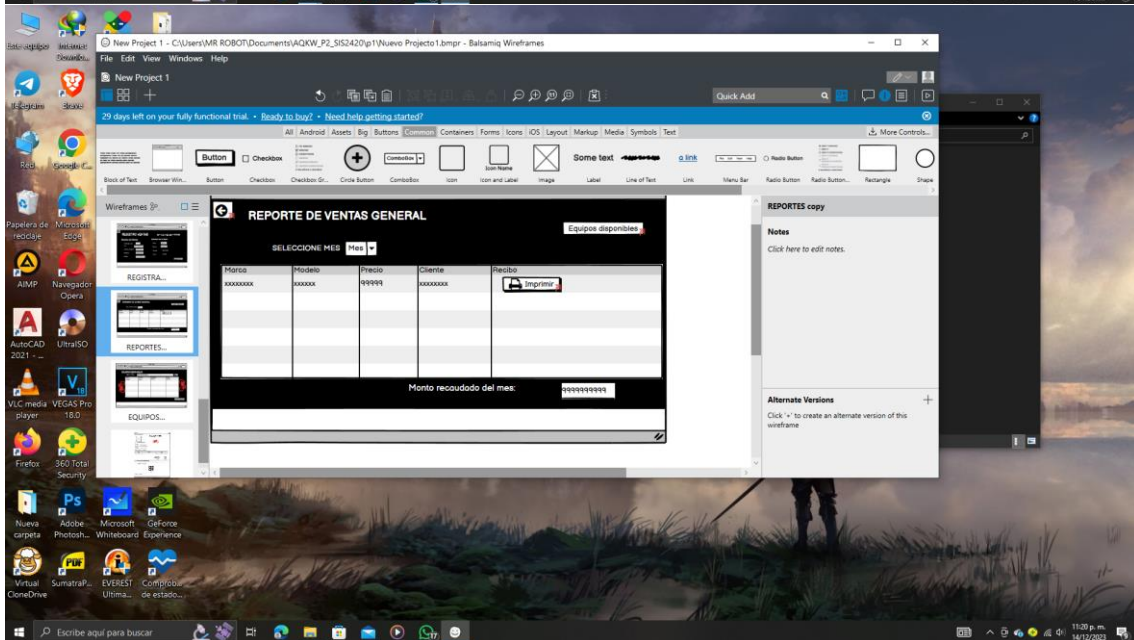 New Project 1 - C:\Users\MR ROBOT\Documents\AQKW_P2_SIS2420\p1\Nuevo Projecto1.bmpr - Balsamiq Wireframes
File Edit View Windows Help
New Project 1
Quick Add
29 days left on your fully functional trial. • Ready to buy? • Need help getting started?
All Android Assets Big Buttons Common Containers Forms Icons iOS Layout Markup Media Symbols Text
More Controls...
Button Checkbox ComboBox Icon Name Some text a link Radio Button
Block of Text Browser Win... Button Checkbox Checkbox Gr... Circle Button ComboBox Icon Icon and Label Image Label Line of Text Link Menu Bar Radio Button Radio Button... Rectangle Shape
Wireframes
REGISTRA...
REPORTES...
EQUIPOS...
REPORTE DE VENTAS GENERAL
Equipos disponibles
SELECCIONE MES Mes
Marca Modelo Precio Cliente Recibo
xxxxxxxx xxxxxx 99999 xxxxxxxx Imprimir
Monto recaudado del mes: 9999999999
REPORTES copy
Notes
Click here to edit notes.
Alternate Versions
Click '+' to create an alternate version of this
wireframe
Este equipo Internet
Downlo...
Telegram Brave
Red Google C...
Papelera de Microsoft
reciclaje Edge
AIMP Navegador
Opera
AutoCAD UltraISO
2021 - ...
VLC media VEGAS Pro
player 18.0
Firefox 360 Total
Security
Nueva Adobe Microsoft GeForce
carpeta Photosh... Whiteboard Experience
Virtual SumatraP... EVEREST Comproba...
CloneDrive Ultima... de estado...
Escribe aquí para buscar
11:20 p. m.
14/12/2023